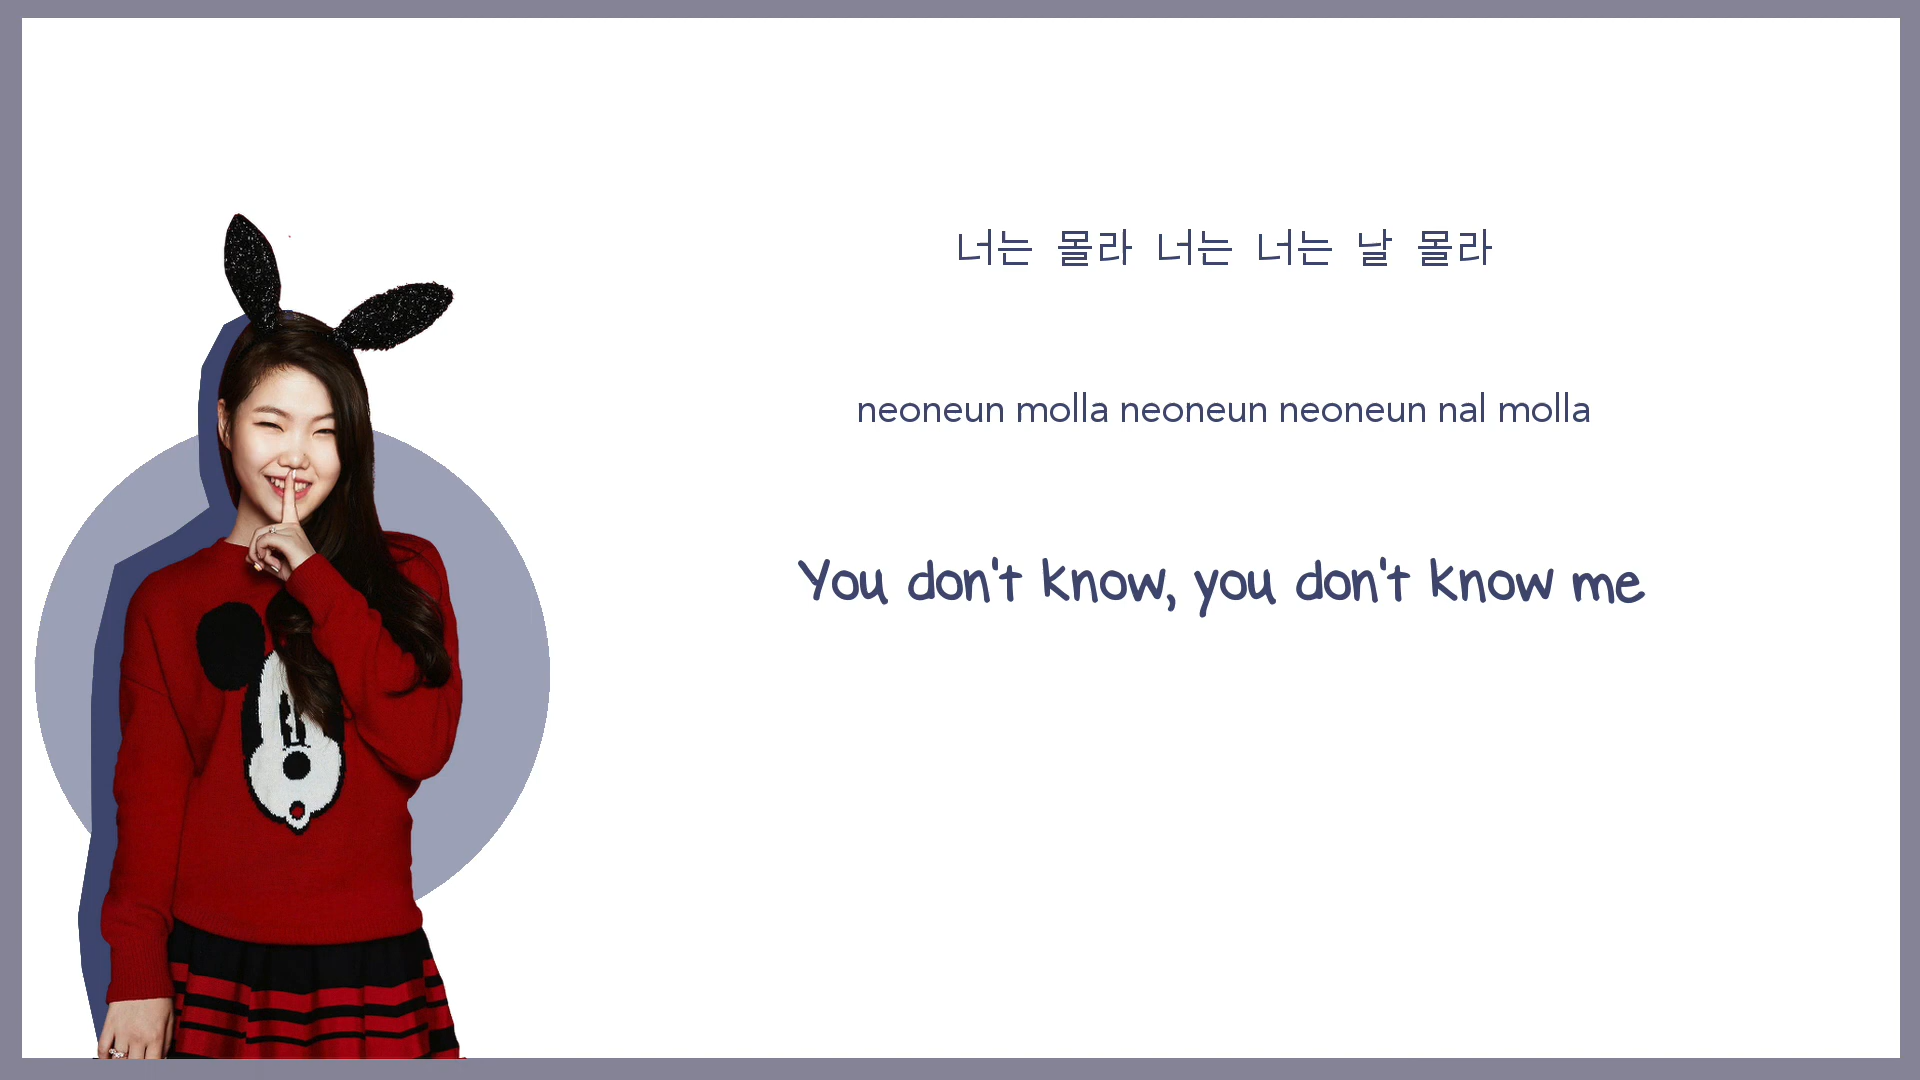 너는 몰라 너는 너는 날 몰라
neoneun molla neoneun neoneun nal molla
You don't know, you don't know me